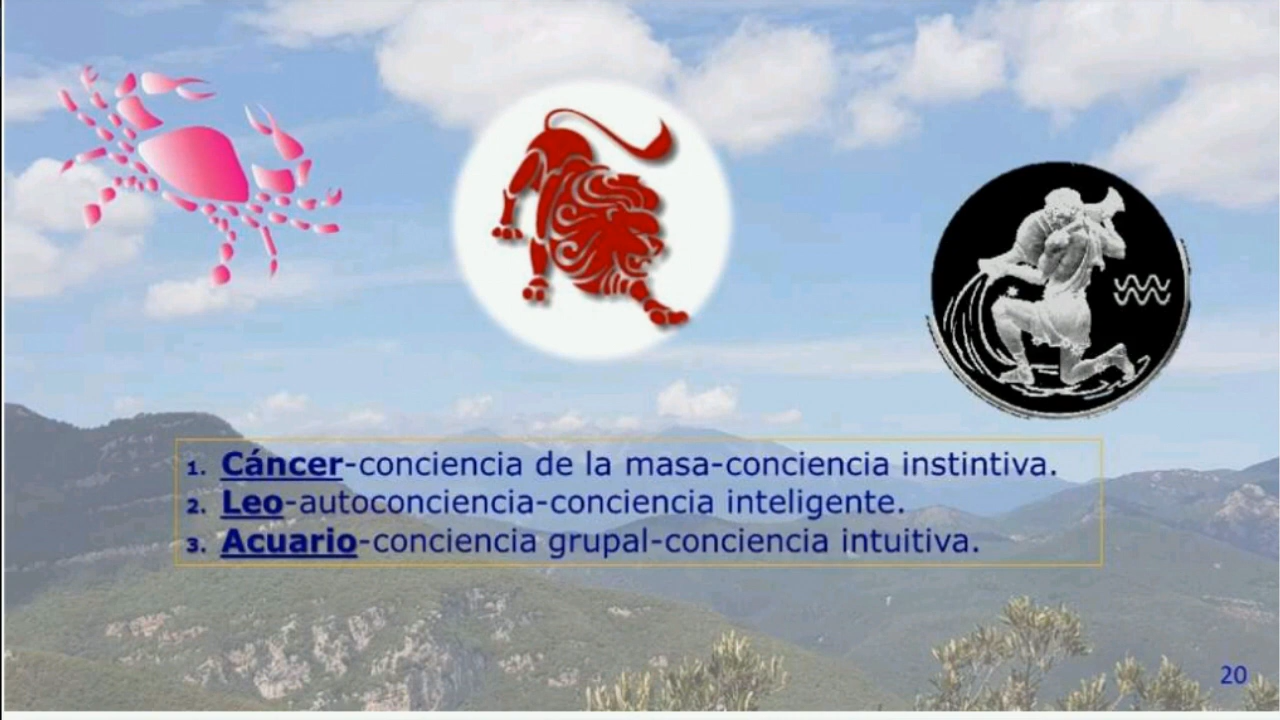 1. Cáncer-conciencia de la masa-conciencia instintiva.
2. Leo-autoconciencia-conciencia inteligente.
3. Acuario-conciencia grupal-conciencia intuitiva.
20